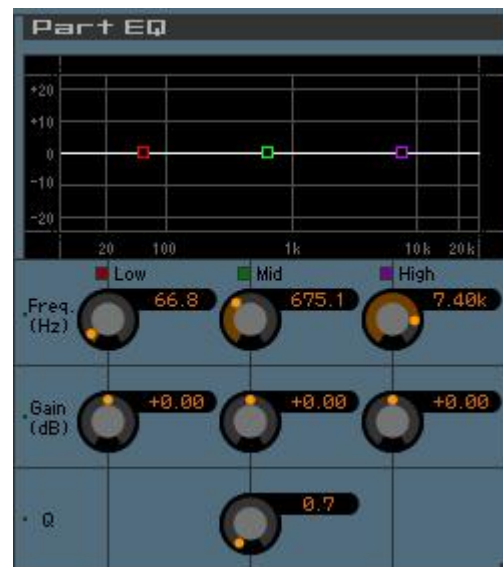 Part EQ
+20
+10
0
-10
-20
20 100 1k 10k 20k
Low Mid High
Freq. (Hz) 66.8 675.1 7.40k
Gain (dB) +0.00 +0.00 +0.00
Q 0.7